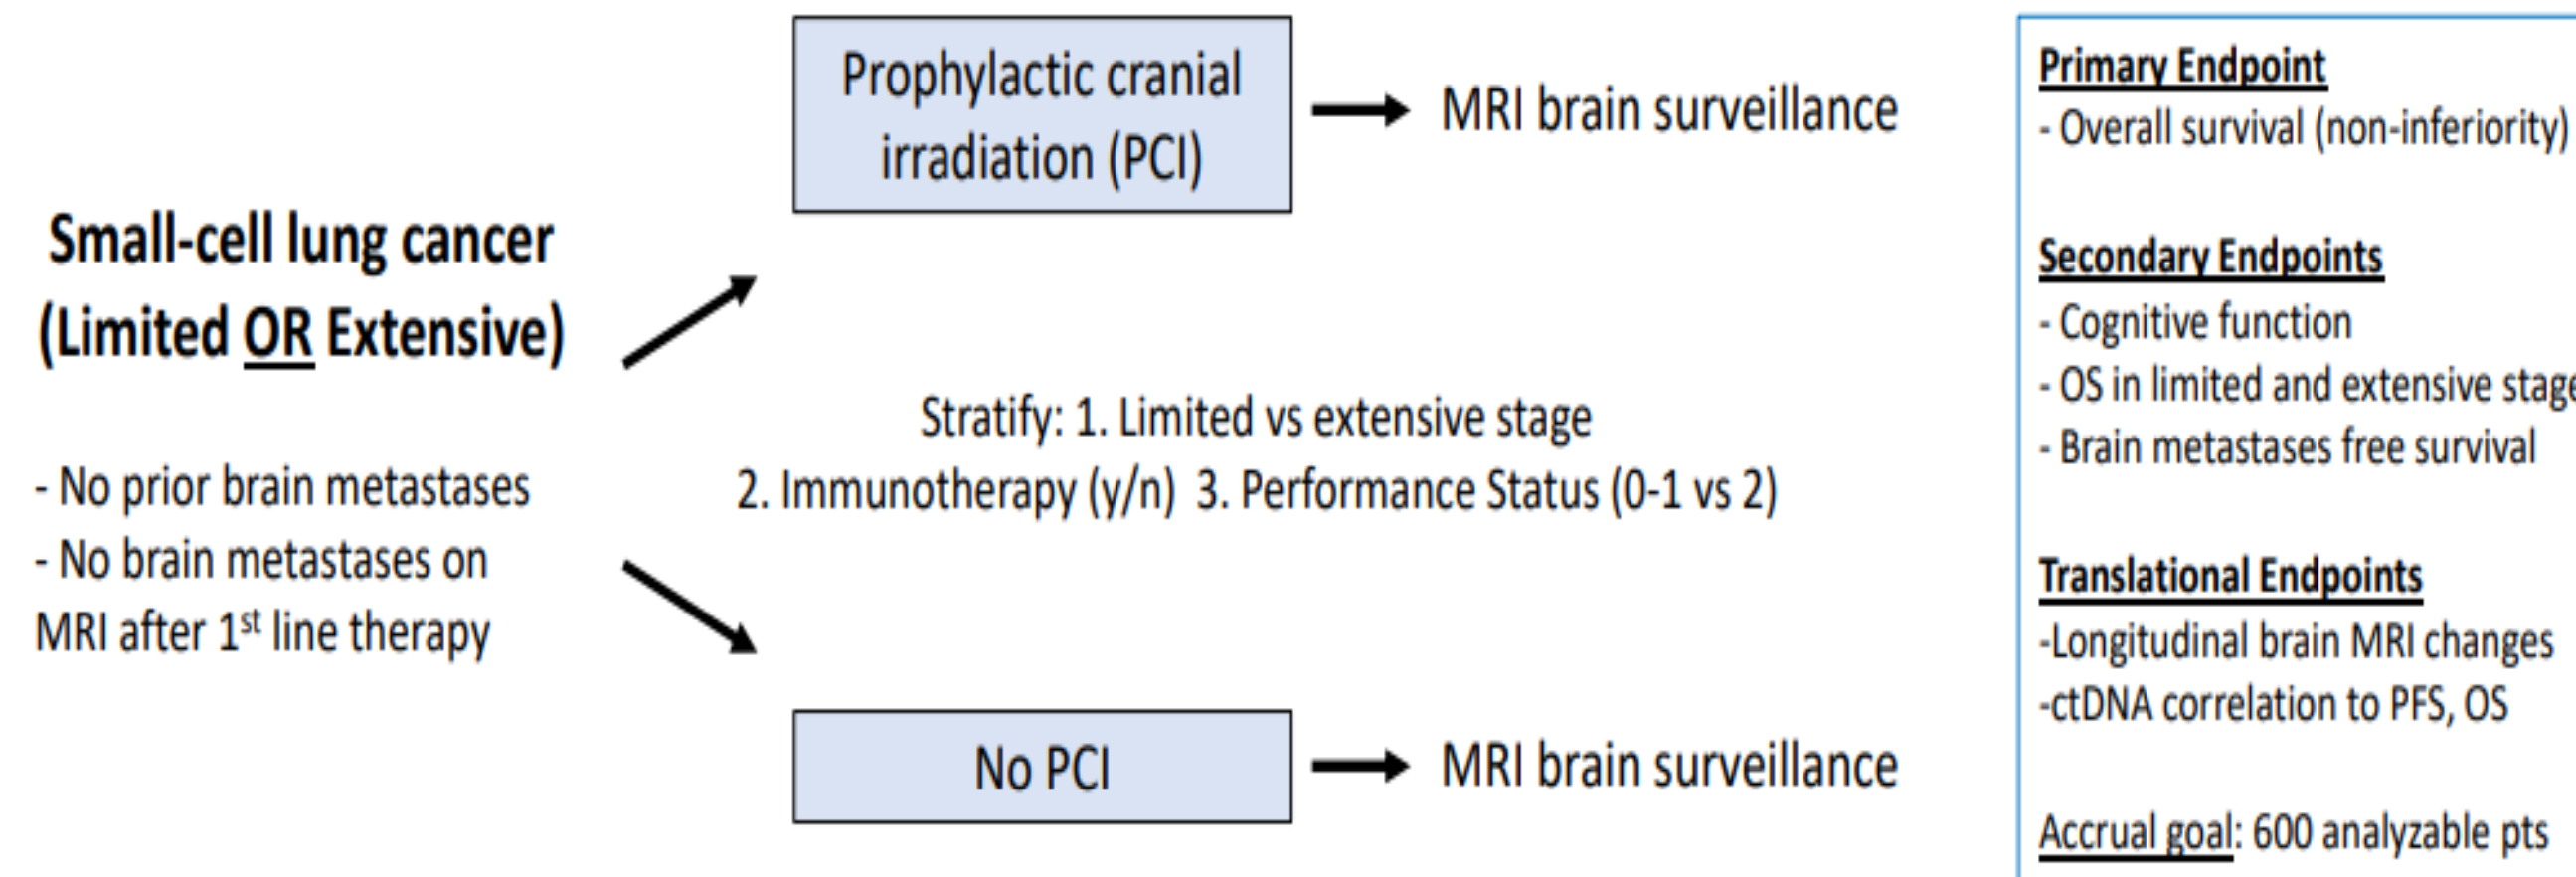 Small-cell lung cancer
(Limited OR Extensive)
- No prior brain metastases
- No brain metastases on
MRI after 1st line therapy
Prophylactic cranial
irradiation (PCI)
MRI brain surveillance
Stratify: 1. Limited vs extensive stage
2. Immunotherapy (y/n) 3. Performance Status (0-1 vs 2)
No PCI
MRI brain surveillance
Primary Endpoint
- Overall survival (non-inferiority)
Secondary Endpoints
- Cognitive function
- OS in limited and extensive stage
- Brain metastases free survival
Translational Endpoints
-Longitudinal brain MRI changes
-ctDNA correlation to PFS, OS
Accrual goal: 600 analyzable pts